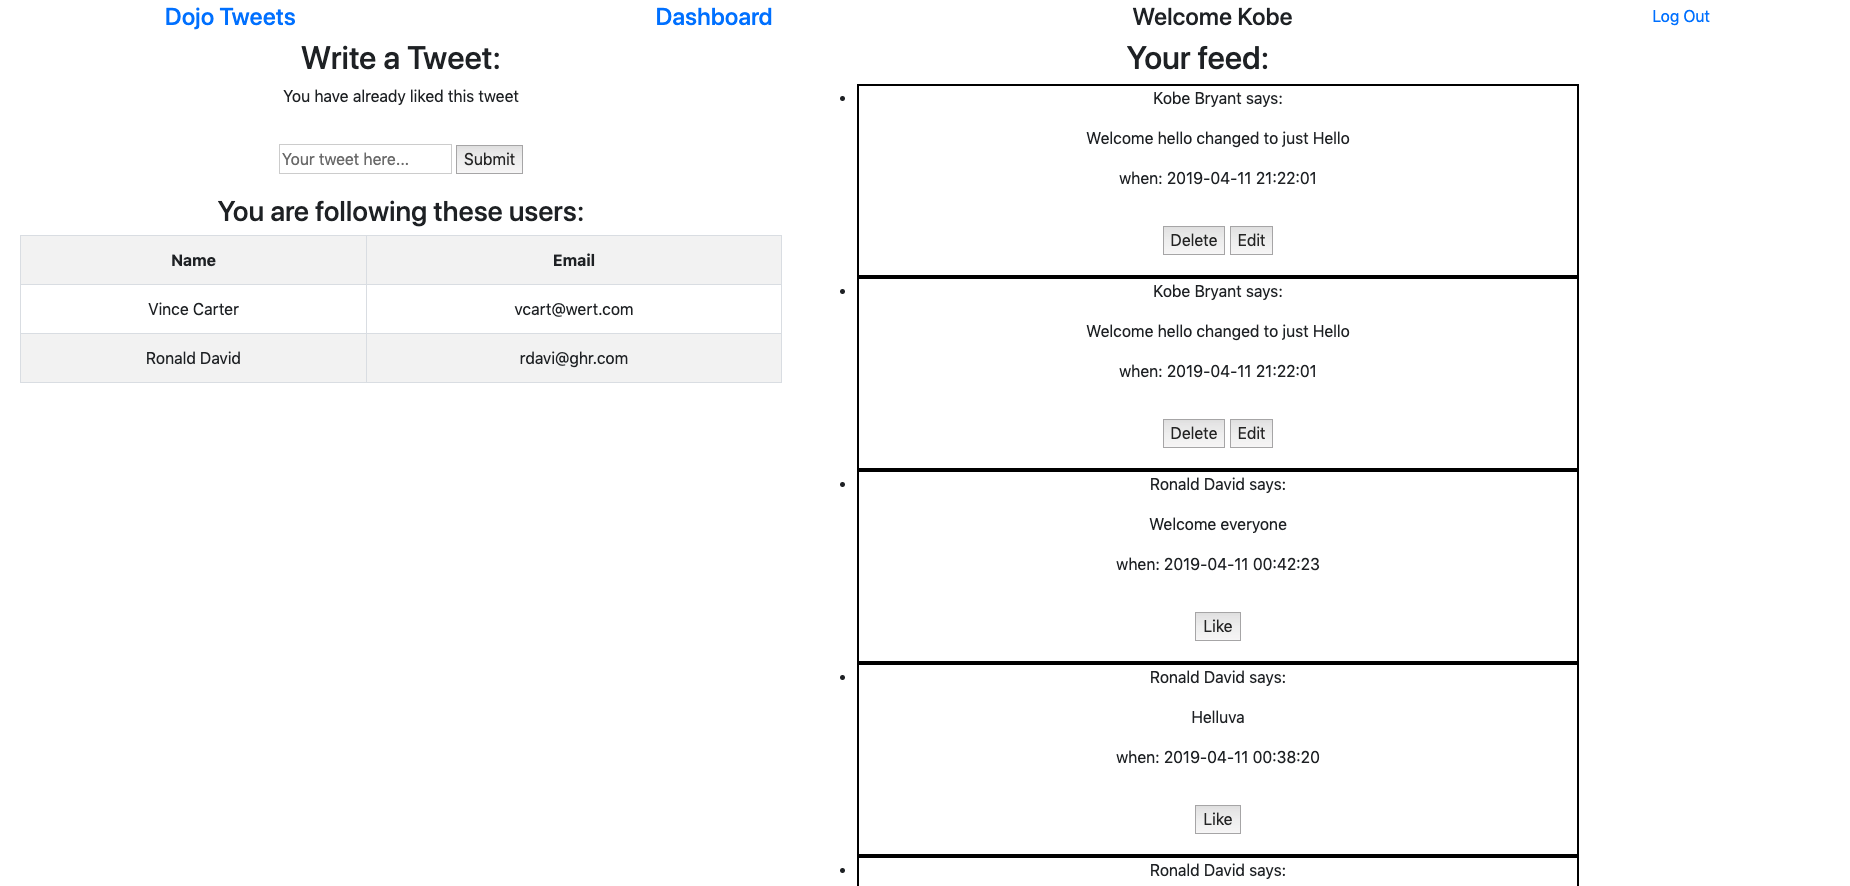 Dojo Tweets Dashboard Welcome Kobe Log Out
Write a Tweet:
You have already liked this tweet
Your tweet here... Submit
You are following these users:
Name Email
Vince Carter vcart@wert.com
Ronald David rdavi@ghr.com
Your feed:
Kobe Bryant says:
Welcome hello changed to just Hello
when: 2019-04-11 21:22:01
Delete Edit
Kobe Bryant says:
Welcome hello changed to just Hello
when: 2019-04-11 21:22:01
Delete Edit
Ronald David says:
Welcome everyone
when: 2019-04-11 00:42:23
Like
Ronald David says:
Helluva
when: 2019-04-11 00:38:20
Like
Ronald David says: